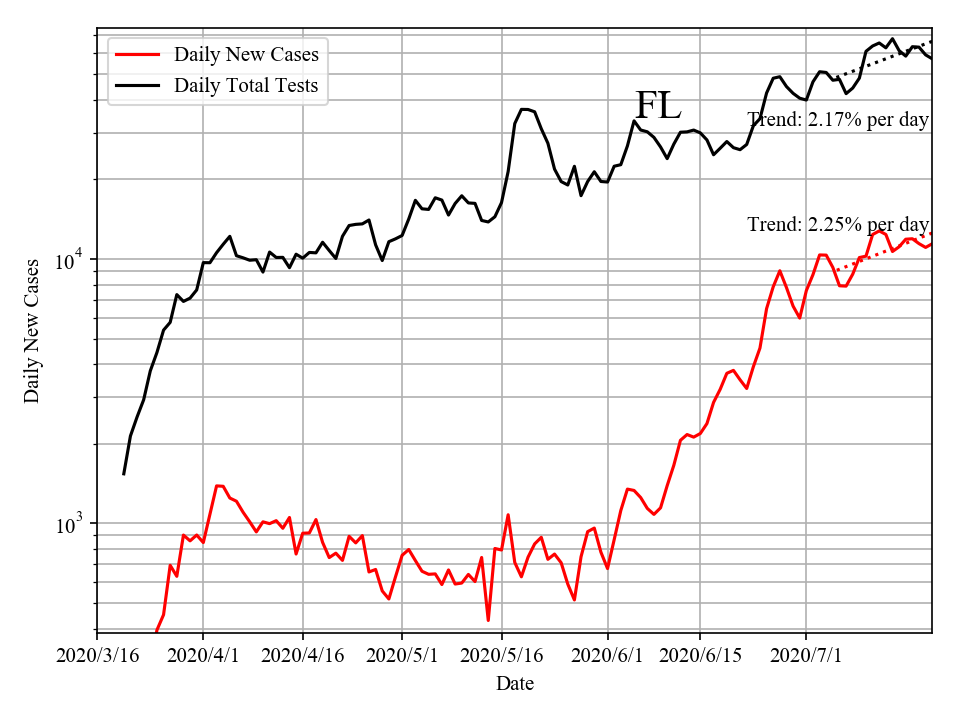 Daily New Cases
Daily Total Tests
FL
Trend: 2.17% per day
Trend: 2.25% per day
10^4
10^3
Daily New Cases
2020/3/16 2020/4/1 2020/4/16 2020/5/1 2020/5/16 2020/6/1 2020/6/15 2020/7/1
Date